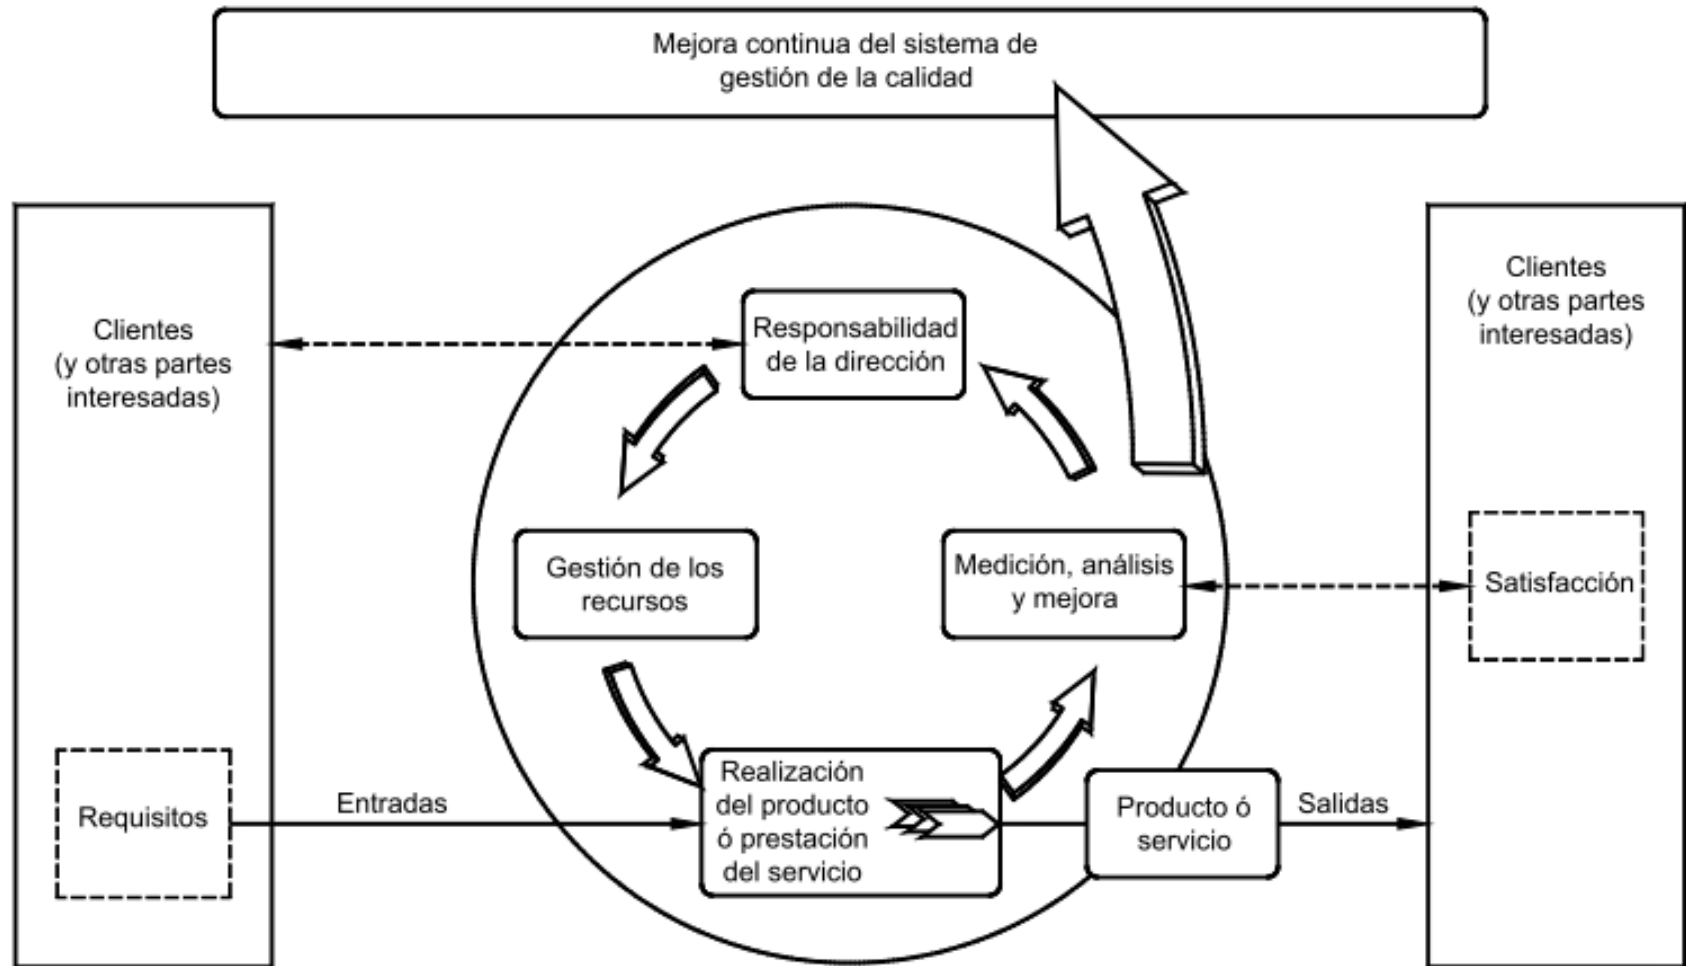 Mejora continua del sistema de
gestión de la calidad
Clientes
(y otras partes
interesadas)
Responsabilidad
de la dirección
Clientes
(y otras partes
interesadas)
Gestión de los
recursos
Medición, análisis
y mejora
Satisfacción
Requisitos
Entradas
Realización
del producto
ó prestación
del servicio
Producto ó
servicio
Salidas